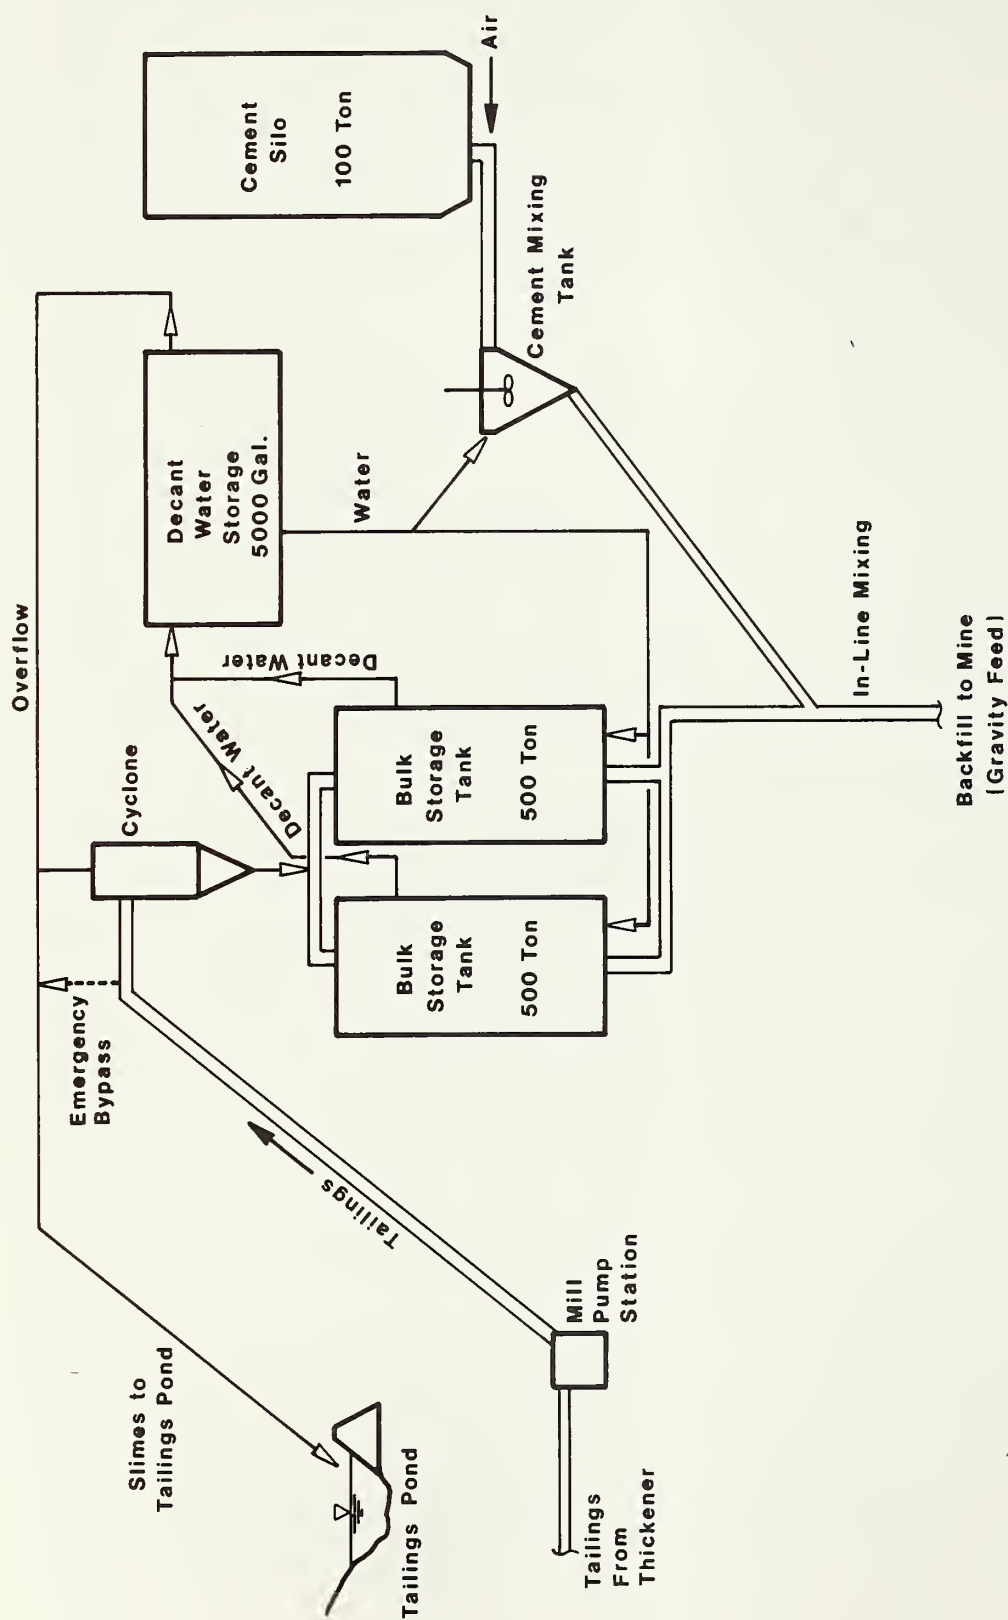 Slimes to
Tailings Pond
Tailings Pond
Tailings
From
Thickener
Mill
Pump
Station
Tailings
Emergency
Bypass
Overflow
Cyclone
Bulk
Storage
Tank
500 Ton
Bulk
Storage
Tank
500 Ton
Decant Water
Decant Water
Decant
Water
Storage
5000 Gal.
Water
Cement Mixing
Tank
Cement
Silo
100 Ton
Air
In-Line Mixing
Backfill to Mine
(Gravity Feed)